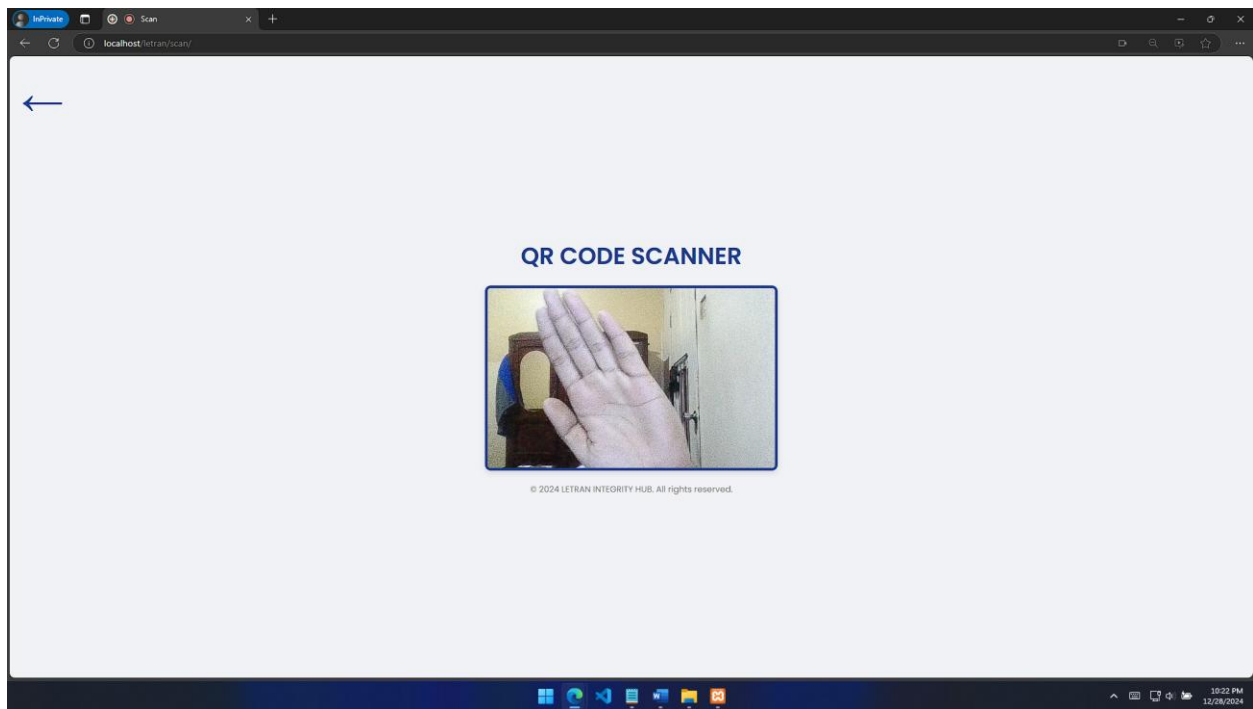 InPrivate
Scan
localhost/letran/scan/
QR CODE SCANNER
© 2024 LETRAN INTEGRITY HUB. All rights reserved.
10:22 PM
12/28/2024